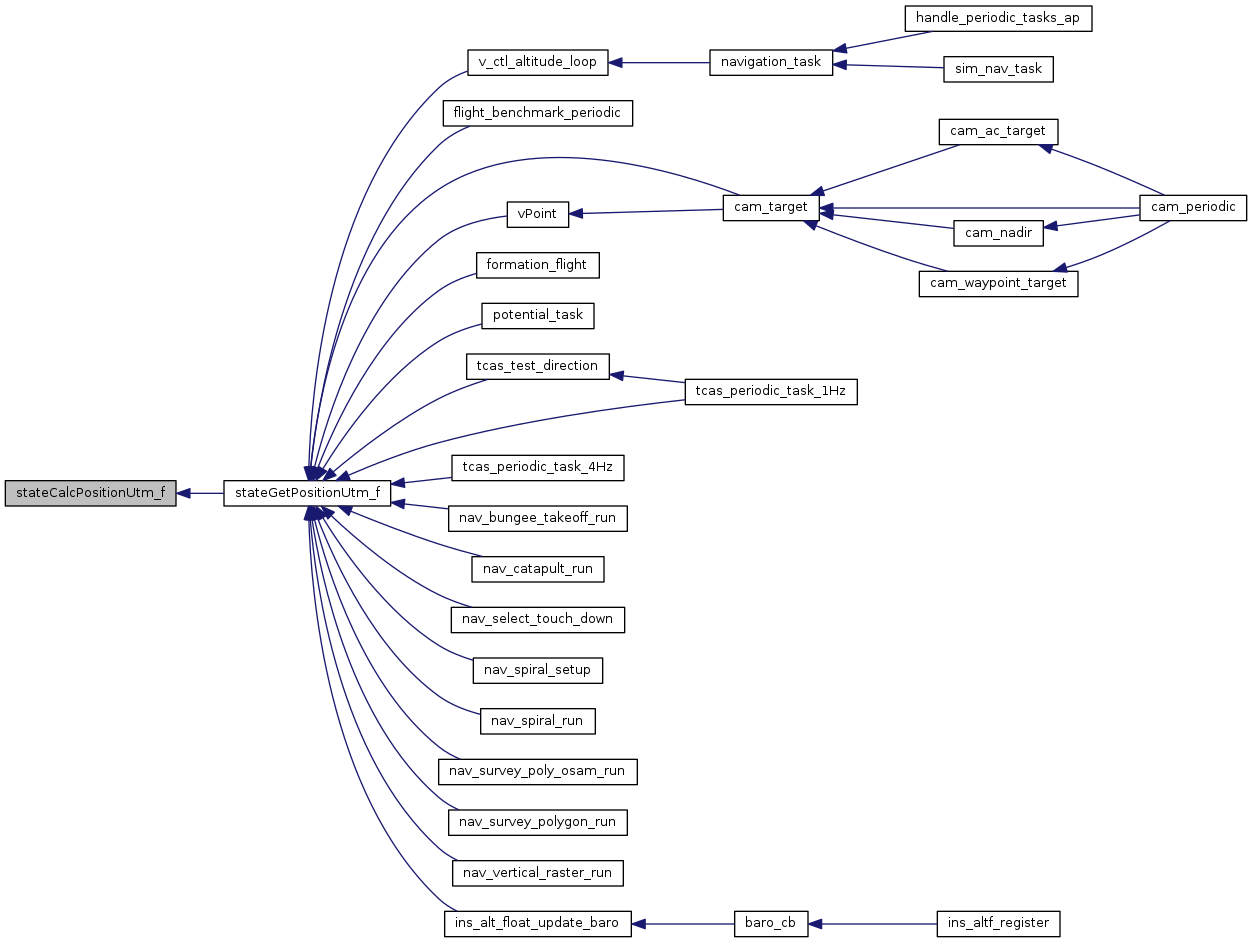 handle_periodic_tasks_ap
v_ctl_altitude_loop
navigation_task
sim_nav_task
flight_benchmark_periodic
cam_ac_target
vPoint
cam_target
cam_periodic
cam_nadir
formation_flight
cam_waypoint_target
potential_task
tcas_test_direction
tcas_periodic_task_1Hz
tcas_periodic_task_4Hz
stateCalcPositionUtm_f
stateGetPositionUtm_f
nav_bungee_takeoff_run
nav_catapult_run
nav_select_touch_down
nav_spiral_setup
nav_spiral_run
nav_survey_poly_osam_run
nav_survey_polygon_run
nav_vertical_raster_run
ins_alt_float_update_baro
baro_cb
ins_altf_register